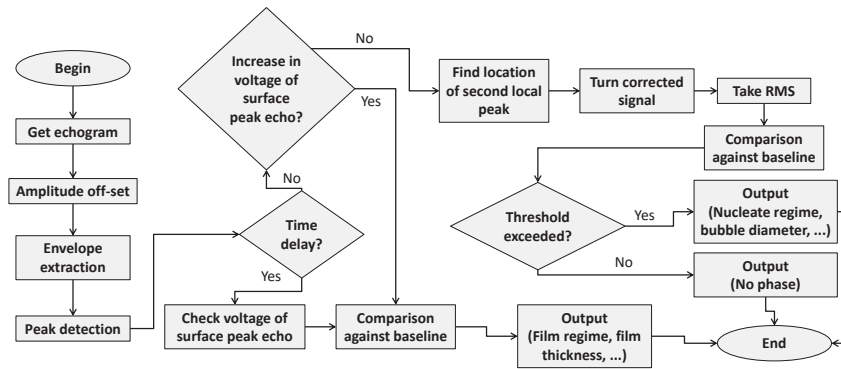 Begin
Get echogram
Amplitude off-set
Envelope
extraction
Peak detection
Time
delay?
No
Yes
Increase in
voltage of
surface
peak echo?
No
Yes
Check voltage of
surface peak echo
Comparison
against baseline
Output
(Film regime, film
thickness, ...)
Find location
of second local
peak
Turn corrected
signal
Take RMS
Comparison
against baseline
Threshold
exceeded?
Yes
No
Output
(Nucleate regime,
bubble diameter, ...)
Output
(No phase)
End